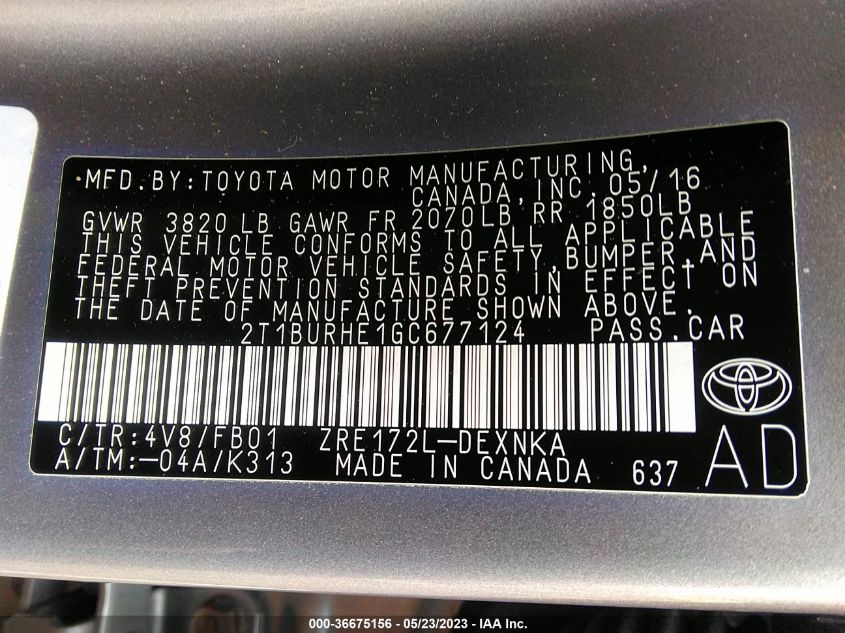 MFD.BY:TOYOTA MOTOR MANUFACTURING,
CANADA,INC.05/16
GVWR 3820 LB GAWR FR 2070LB RR 1850LB
THIS VEHICLE CONFORMS TO ALL APPLICABLE
FEDERAL MOTOR VEHICLE SAFETY,BUMPER,AND
THEFT PREVENTION STANDARDS IN EFFECT ON
THE DATE OF MANUFACTURE SHOWN ABOVE.
2T1BURHE1GC677124 PASS.CAR
C/TR:4V8/FB01 ZRE172L-DEXNKA
A/TM:-04A/K313 MADE IN CANADA 637
AD
000-36675156 — 05/23/2023 — IAA Inc.